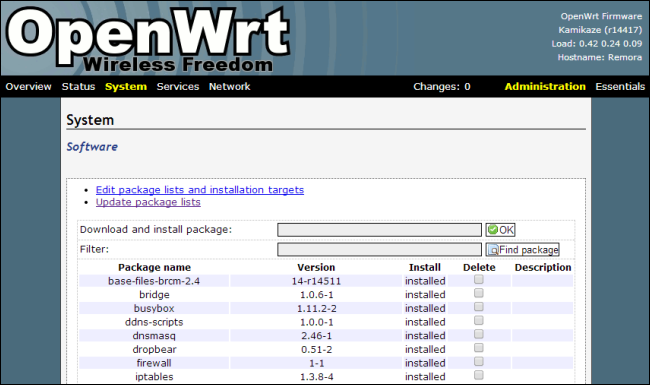 OpenWrt
Wireless Freedom
OpenWrt Firmware
Kamikaze (r14417)
Load: 0.42 0.24 0.09
Hostname: Remora
Overview Status System Services Network Changes: 0 Administration Essentials
System
Software
Edit package lists and installation targets
Update package lists
Download and install package: OK
Filter: Find package
Package name Version Install Delete Description
base-files-brcm-2.4 14-r14511 installed
bridge 1.0.6-1 installed
busybox 1.11.2-2 installed
ddns-scripts 1.0.0-1 installed
dnsmasq 2.46-1 installed
dropbear 0.51-2 installed
firewall 1-1 installed
iptables 1.3.8-4 installed